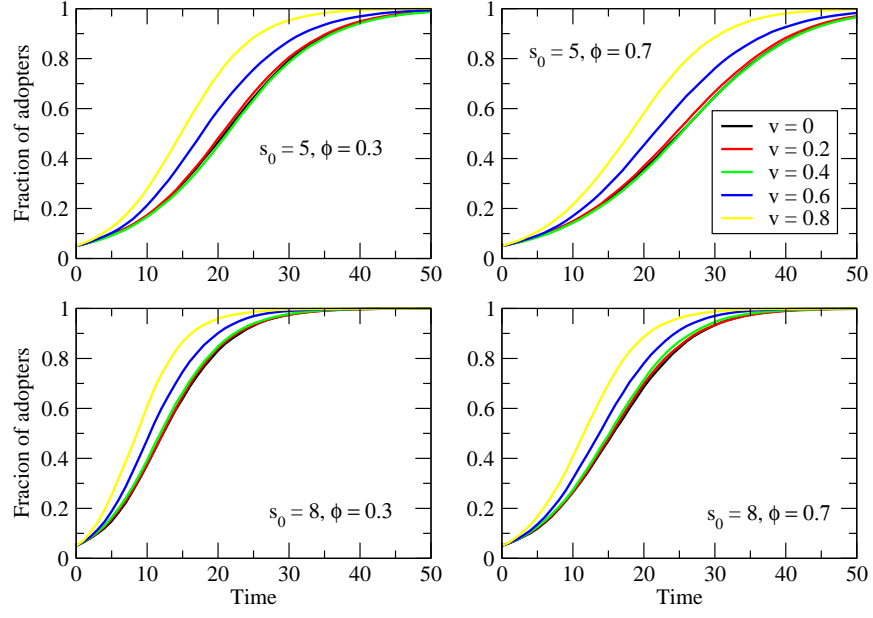 1
0.8
0.6
0.4
0.2
0
0 10 20 30 40 50
Fraction of adopters
s0 = 5, ϕ = 0.3
1
0.8
0.6
0.4
0.2
0
0 10 20 30 40 50
s0 = 5, ϕ = 0.7
v = 0
v = 0.2
v = 0.4
v = 0.6
v = 0.8
1
0.8
0.6
0.4
0.2
0
0 10 20 30 40 50
Fracion of adopters
Time
s0 = 8, ϕ = 0.3
1
0.8
0.6
0.4
0.2
0
0 10 20 30 40 50
Time
s0 = 8, ϕ = 0.7